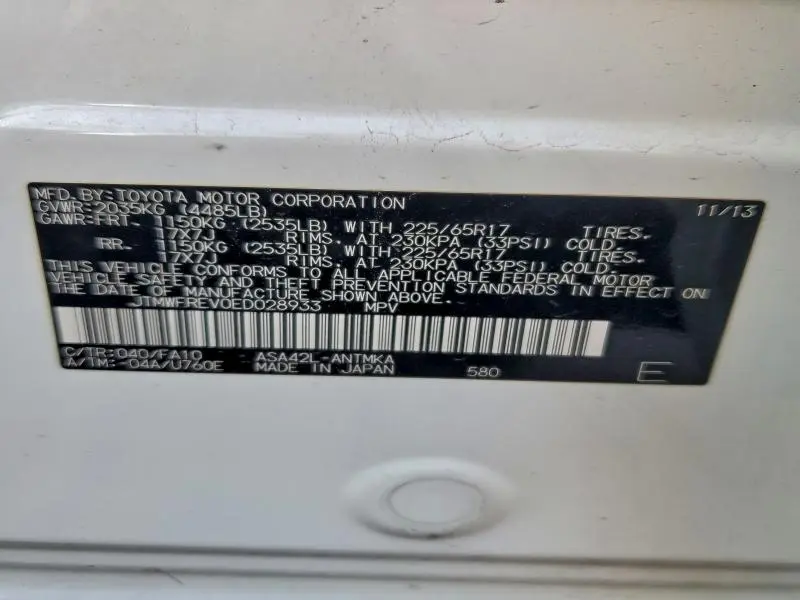 MFD. BY: TOYOTA MOTOR CORPORATION 11/13
GVWR: 2035KG (4485LB)
GAWR: FRT. 1150KG (2535LB) WITH 225/65R17 TIRES.
17X7J RIMS. AT 230KPA (33PSI) COLD.
RR. 1150KG (2535LB) WITH 225/65R17 TIRES.
17X7J RIMS. AT 230KPA (33PSI) COLD.
THIS VEHICLE CONFORMS TO ALL APPLICABLE FEDERAL MOTOR
VEHICLE SAFETY AND THEFT PREVENTION STANDARDS IN EFFECT ON
THE DATE OF MANUFACTURE SHOWN ABOVE.
JTMWFREV0ED028933 MPV
C/TR: 040/FA10 ASA42L-ANTMKA
A/TM: -04A/U760E MADE IN JAPAN 580 E